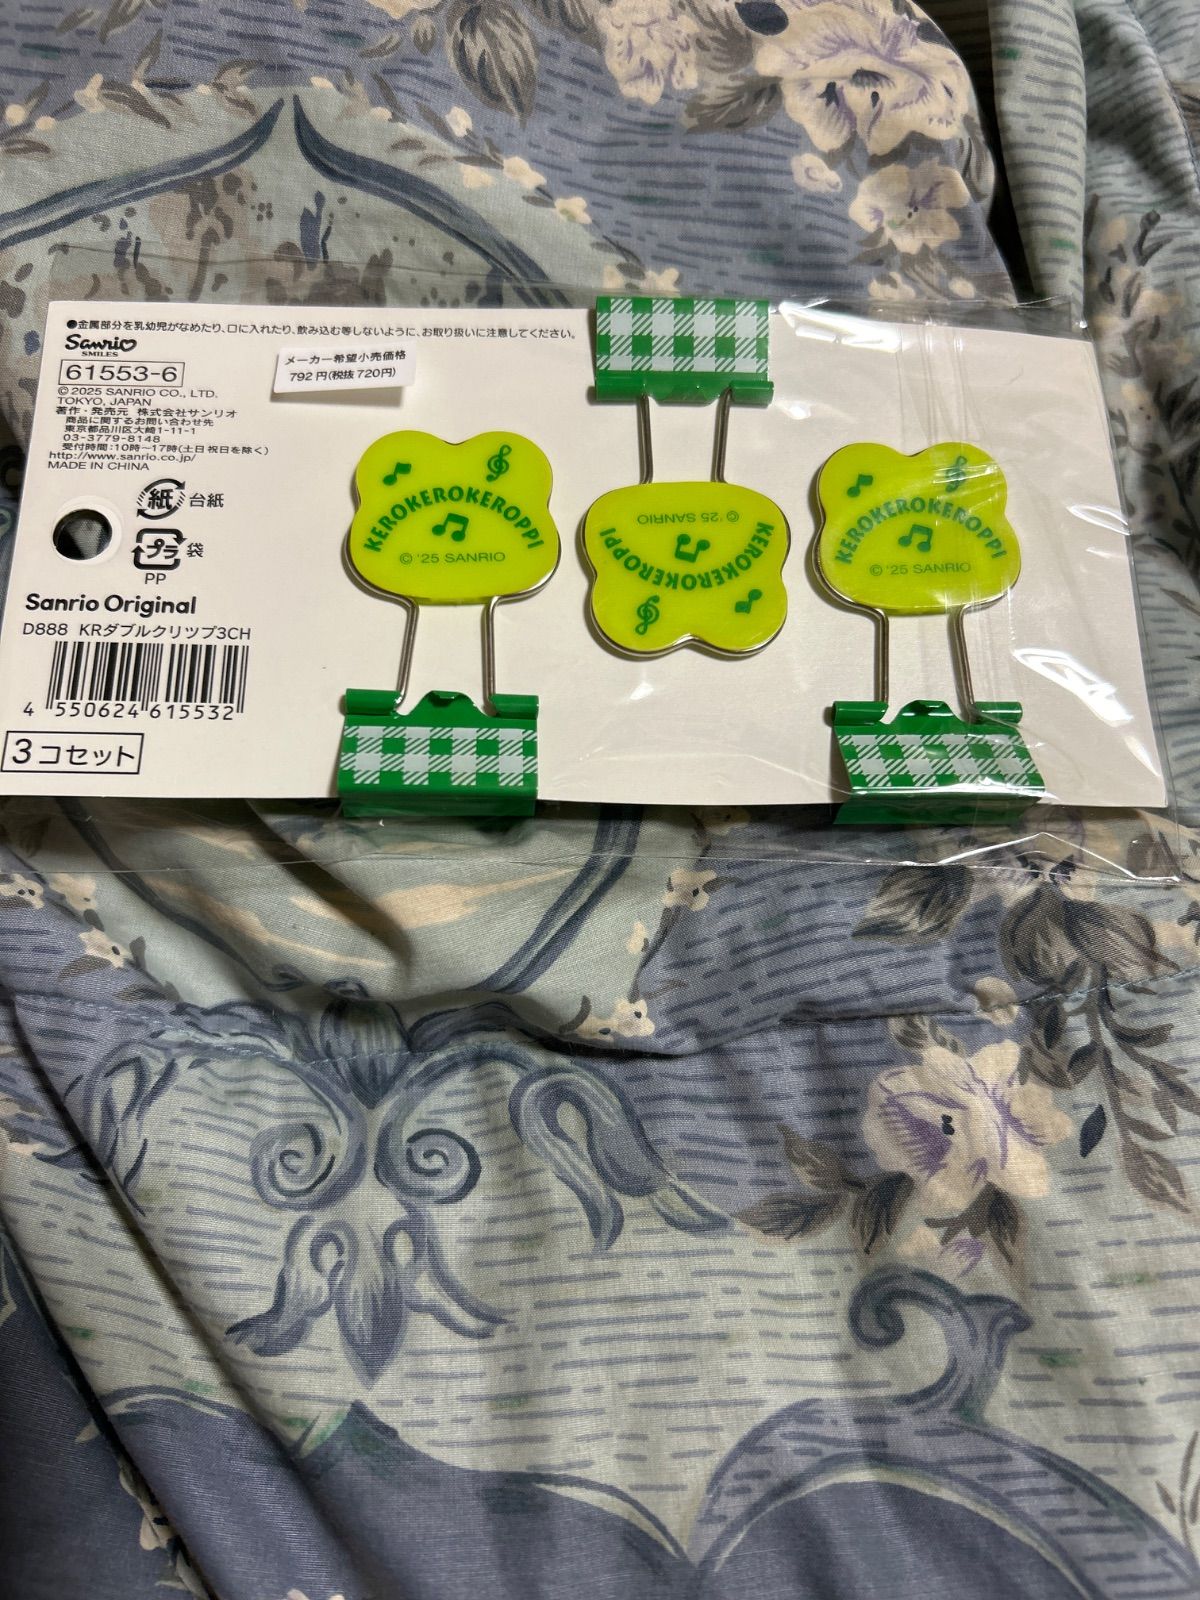 ●金属部分を乳幼児がなめたり、口に入れたり、飲み込む等しないように、お取り扱いに注意してください。
Sanrio
SMILES
61553-6
© 2025 SANRIO CO., LTD.
TOKYO, JAPAN
著作・発売元 株式会社サンリオ
商品に関するお問い合わせ先
東京都品川区大崎1-11-1
03-3779-8148
受付時間:10時〜17時(土日祝日を除く)
http://www.sanrio.co.jp/
MADE IN CHINA
メーカー希望小売価格
792円(税抜720円)
紙 台紙
プラ 袋
PP
Sanrio Original
D888 KRダブルクリップ3CH
4 550624 615532
3コセット
KEROKEROKEROPPI
© '25 SANRIO
KEROKEROKEROPPI
© '25 SANRIO
KEROKEROKEROPPI
© '25 SANRIO